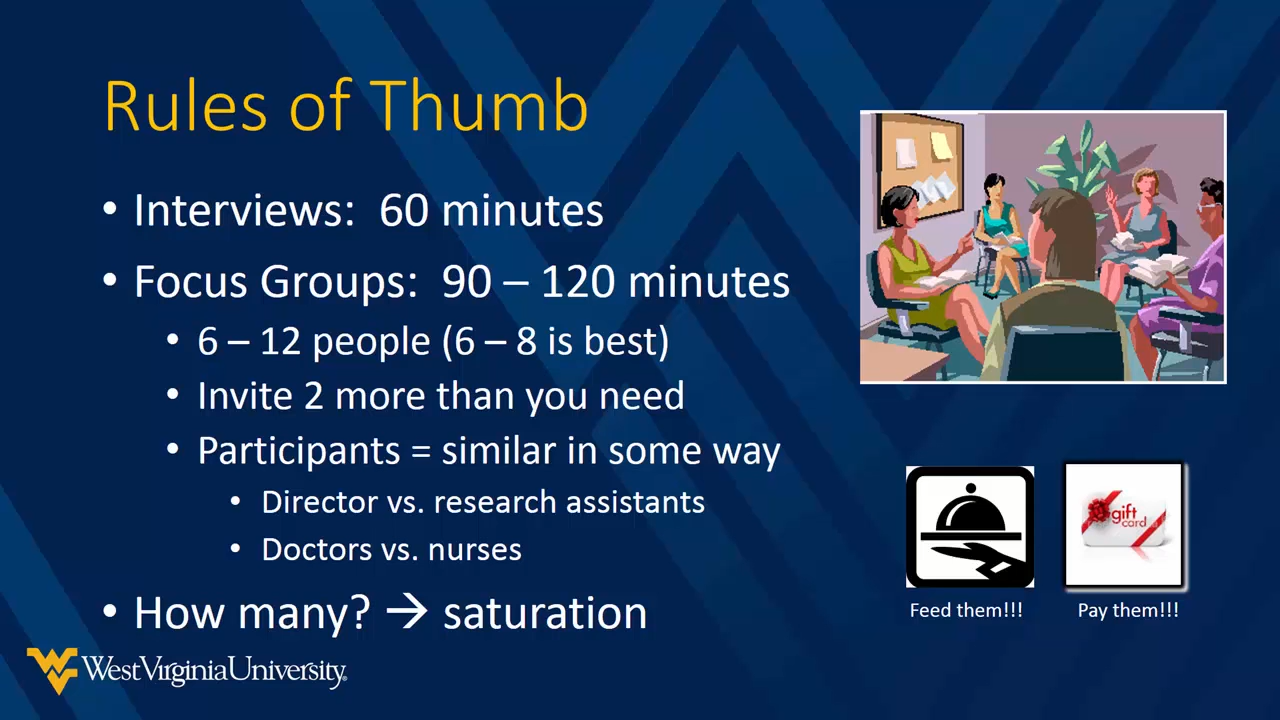 Rules of Thumb
• Interviews: 60 minutes
• Focus Groups: 90 – 120 minutes
• 6 – 12 people (6 – 8 is best)
• Invite 2 more than you need
• Participants = similar in some way
• Director vs. research assistants
• Doctors vs. nurses
• How many? → saturation
gift
card
Feed them!!!
Pay them!!!
WestVirginiaUniversity.